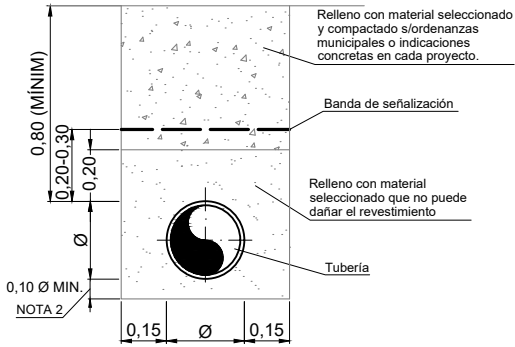 Relleno con material seleccionado
y compactado s/ordenanzas
municipales o indicaciones
concretas en cada proyecto.
Banda de señalización
0,80 (MÍNIM)
0,20-0,30
0,20
Relleno con material
seleccionado que no puede
dañar el revestimiento
Ø
Tubería
0,10 Ø MIN.
NOTA 2
0,15
Ø
0,15